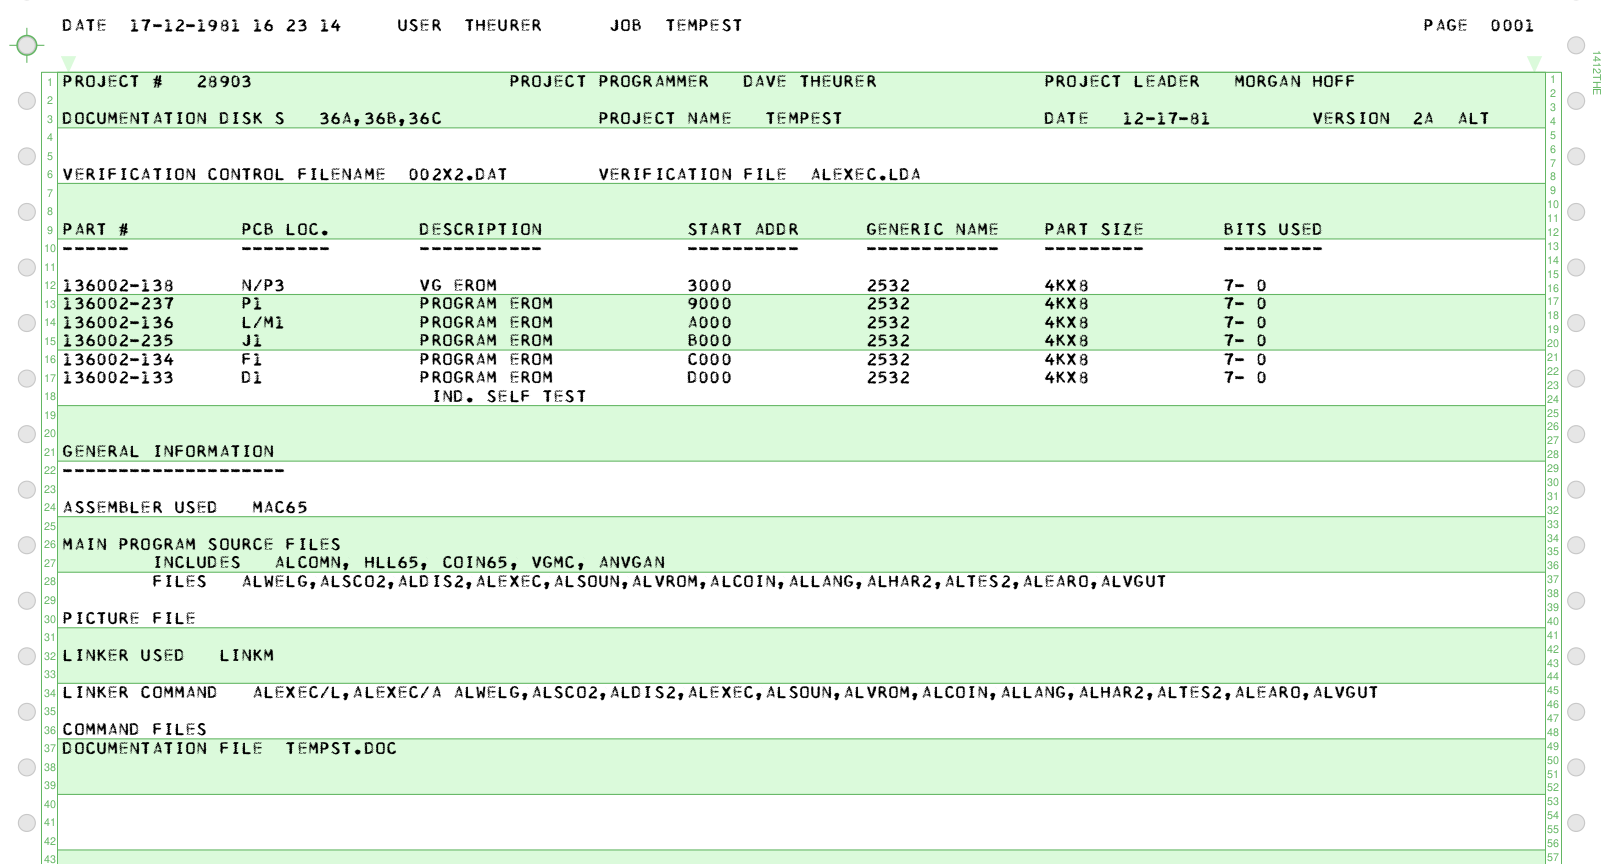 DATE 17-12-1981 16 23 14 USER THEURER JOB TEMPEST PAGE 0001
1412THE
PROJECT # 28903 PROJECT PROGRAMMER DAVE THEURER PROJECT LEADER MORGAN HOFF
DOCUMENTATION DISK S 36A,36B,36C PROJECT NAME TEMPEST DATE 12-17-81 VERSION 2A ALT
VERIFICATION CONTROL FILENAME 002X2.DAT VERIFICATION FILE ALEXEC.LDA
PART # PCB LOC. DESCRIPTION START ADDR GENERIC NAME PART SIZE BITS USED
------ -------- ----------- ---------- ------------ --------- ---------
136002-138 N/P3 VG EROM 3000 2532 4KX8 7- 0
136002-237 P1 PROGRAM EROM 9000 2532 4KX8 7- 0
136002-136 L/M1 PROGRAM EROM A000 2532 4KX8 7- 0
136002-235 J1 PROGRAM EROM B000 2532 4KX8 7- 0
136002-134 F1 PROGRAM EROM C000 2532 4KX8 7- 0
136002-133 D1 PROGRAM EROM D000 2532 4KX8 7- 0
IND. SELF TEST
GENERAL INFORMATION
--------------------
ASSEMBLER USED MAC65
MAIN PROGRAM SOURCE FILES
INCLUDES ALCOMN, HLL65, COIN65, VGMC, ANVGAN
FILES ALWELG,ALSCO2,ALDIS2,ALEXEC,ALSOUN,ALVROM,ALCOIN,ALLANG,ALHAR2,ALTES2,ALEARO,ALVGUT
PICTURE FILE
LINKER USED LINKM
LINKER COMMAND ALEXEC/L,ALEXEC/A ALWELG,ALSCO2,ALDIS2,ALEXEC,ALSOUN,ALVROM,ALCOIN,ALLANG,ALHAR2,ALTES2,ALEARO,ALVGUT
COMMAND FILES
DOCUMENTATION FILE TEMPST.DOC